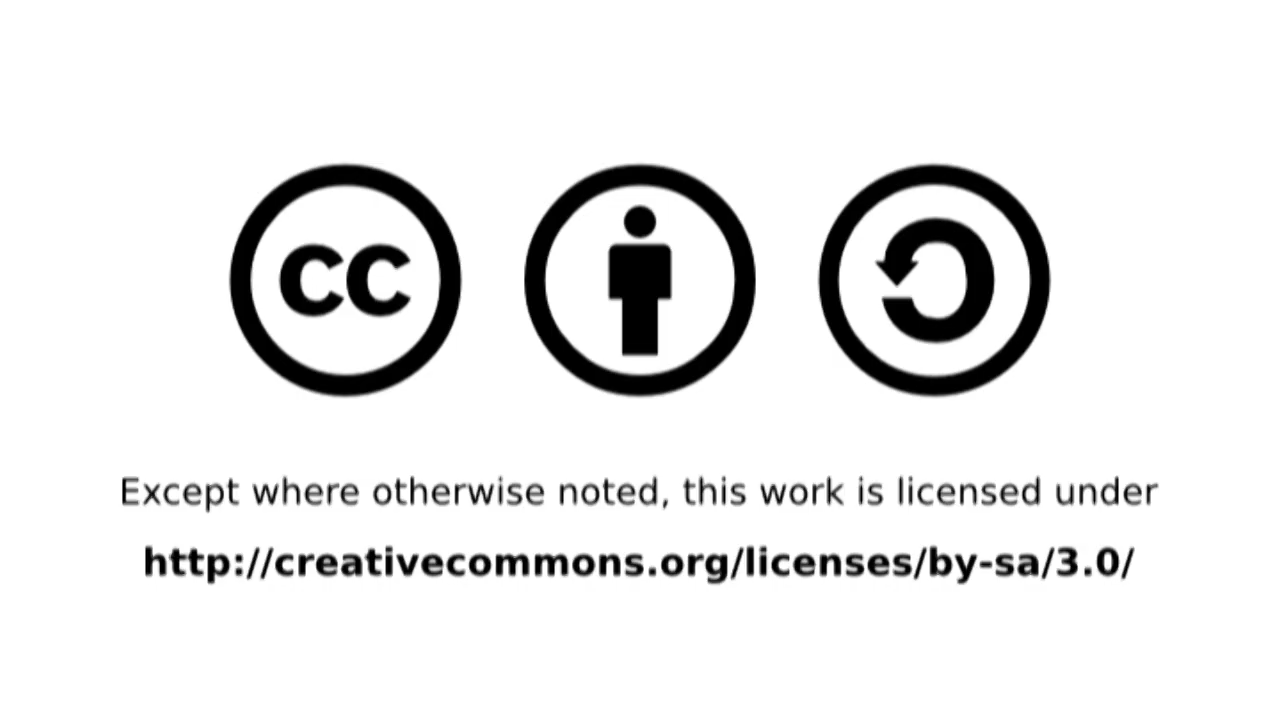 cc
Except where otherwise noted, this work is licensed under
http://creativecommons.org/licenses/by-sa/3.0/